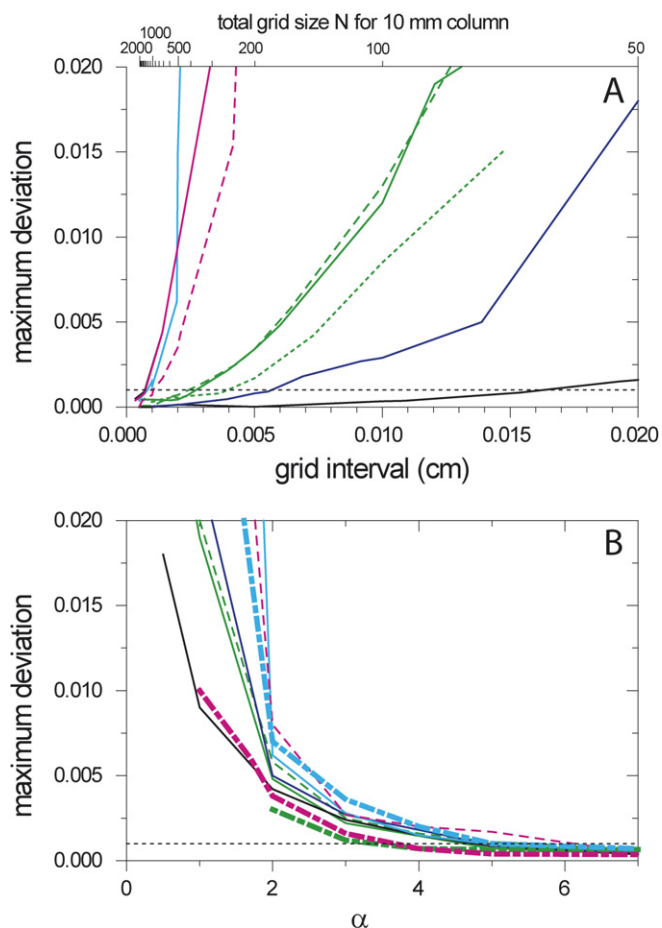 total grid size N for 10 mm column
1000
2000 500 200 100 50
0.020
A
0.015
0.010
0.005
0.000
maximum deviation
0.000 0.005 0.010 0.015 0.020
grid interval (cm)
0.020
B
0.015
0.010
0.005
0.000
maximum deviation
0 2 4 6
α